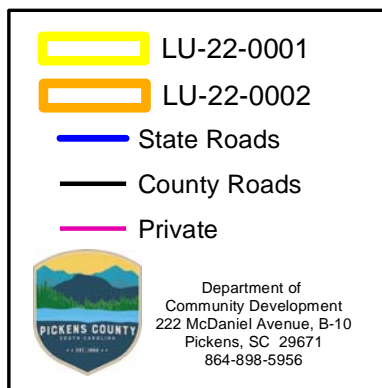 LU-22-0001
LU-22-0002
State Roads
County Roads
Private
PICKENS COUNTY
SOUTH CAROLINA
Department of
Community Development
222 McDaniel Avenue, B-10
Pickens, SC 29671
864-898-5956